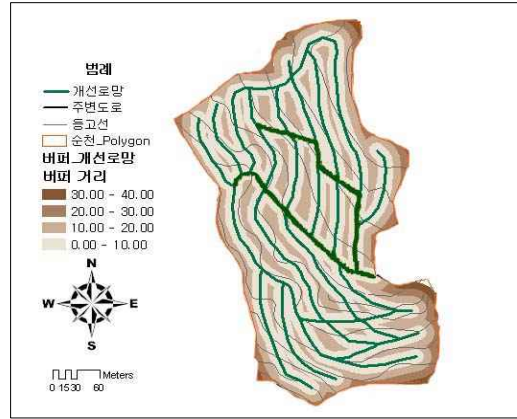 범례
개선로망
주변도로
등고선
순천_Polygon
버퍼_개선로망
버퍼 거리
30.00 - 40.00
20.00 - 30.00
10.00 - 20.00
0.00 - 10.00
N
W E
S
Meters
0 1530 60